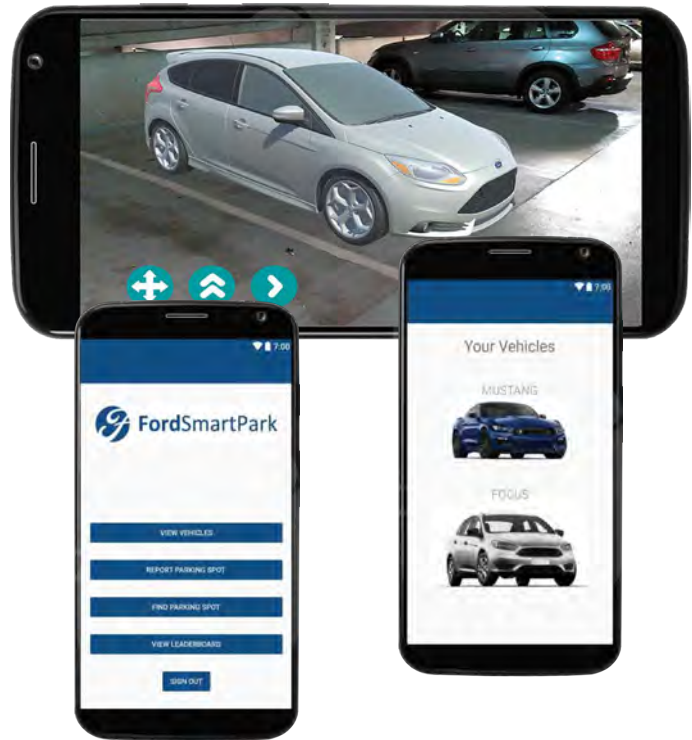 7:00
FordSmartPark
VIEW VEHICLES
REPORT PARKING SPOT
FIND PARKING SPOT
VIEW LEADERBOARD
SIGN OUT
7:00
Your Vehicles
MUSTANG
FOCUS